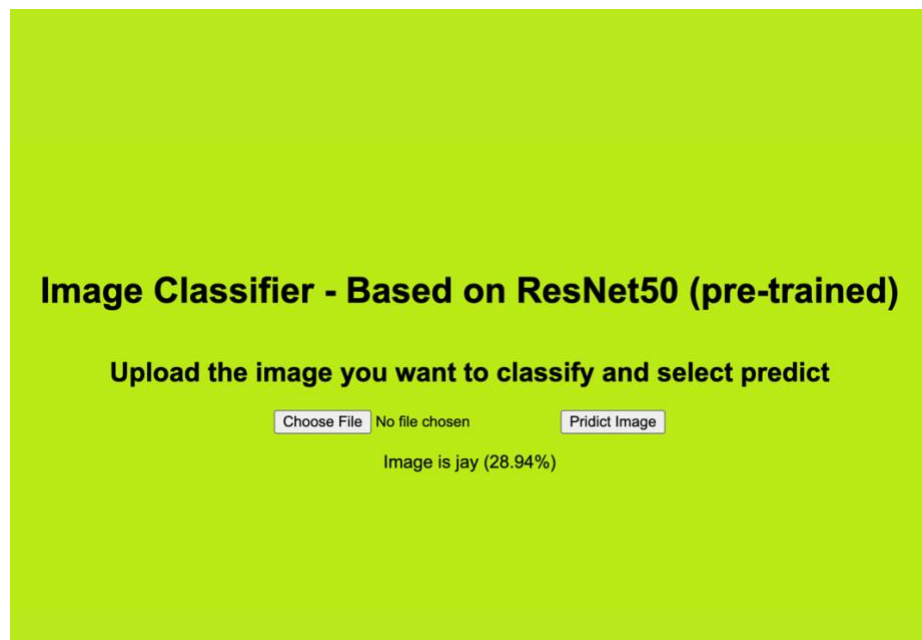 Image Classifier - Based on ResNet50 (pre-trained)
Upload the image you want to classify and select predict
Choose File No file chosen Pridict Image
Image is jay (28.94%)